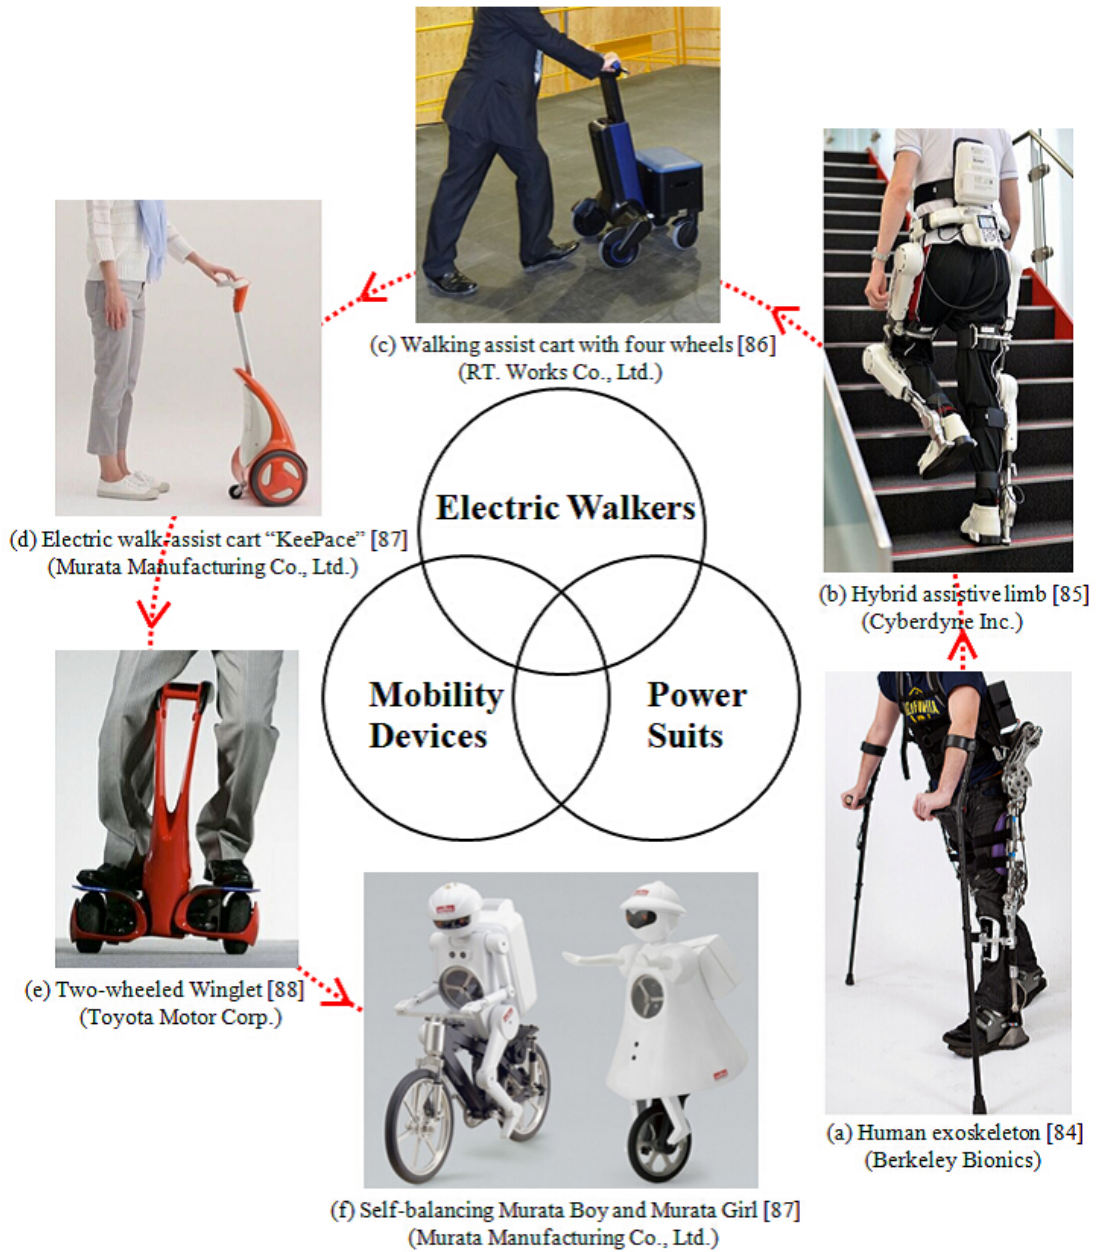 (c) Walking assist cart with four wheels [86]
(RT. Works Co., Ltd.)
(d) Electric walk-assist cart “KeePace” [87]
(Murata Manufacturing Co., Ltd.)
(b) Hybrid assistive limb [85]
(Cyberdyne Inc.)
Electric Walkers
Mobility
Devices
Power
Suits
(e) Two-wheeled Winglet [88]
(Toyota Motor Corp.)
(a) Human exoskeleton [84]
(Berkeley Bionics)
(f) Self-balancing Murata Boy and Murata Girl [87]
(Murata Manufacturing Co., Ltd.)